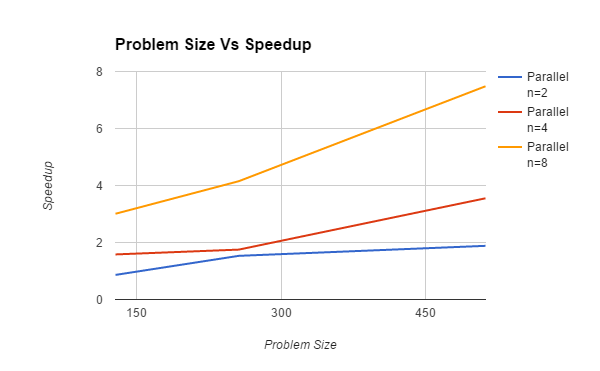 Problem Size Vs Speedup
8
6
4
2
0
Speedup
150
300
450
Problem Size
Parallel
n=2
Parallel
n=4
Parallel
n=8